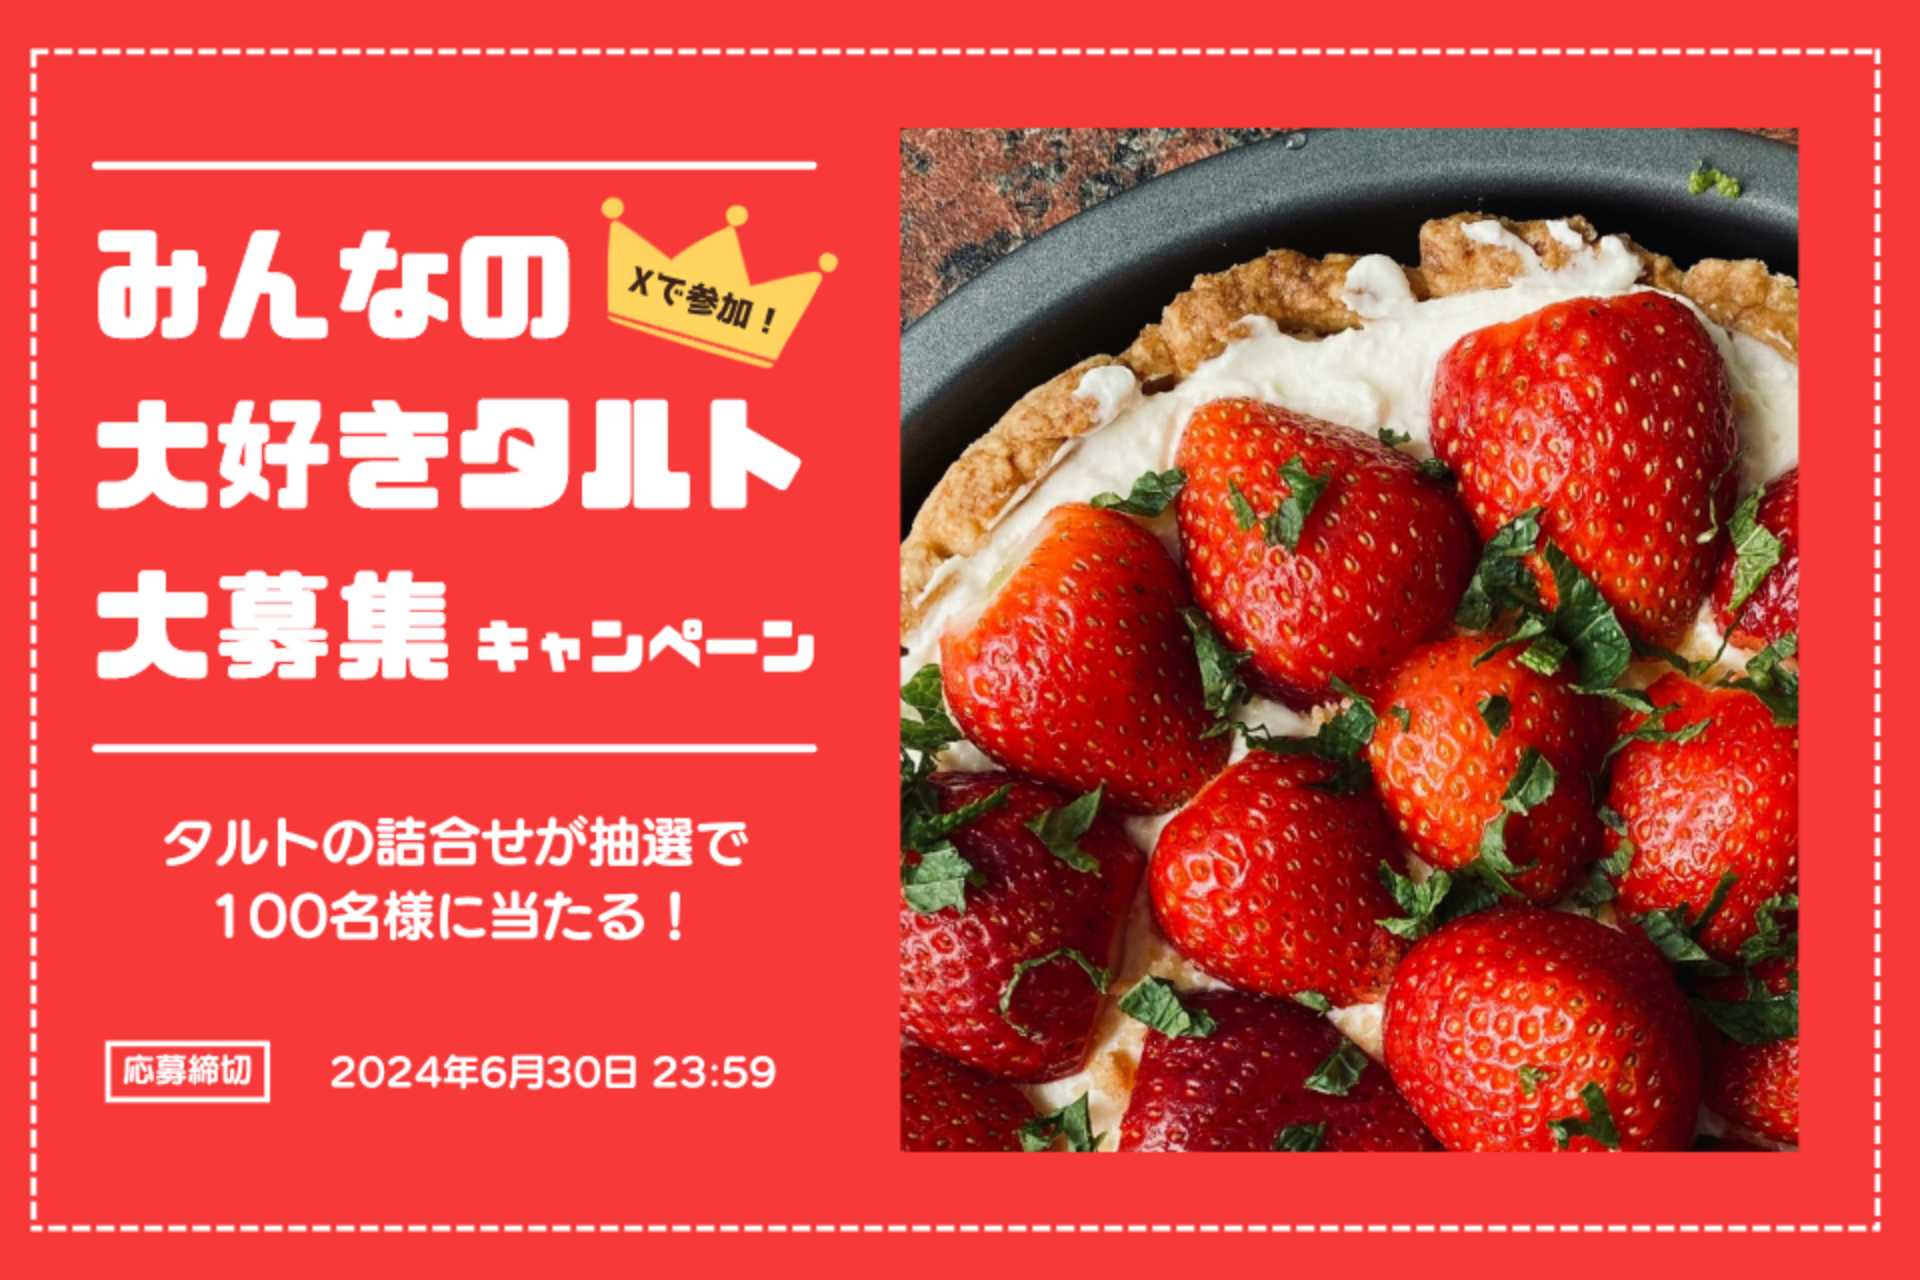 みんなの
Xで参加！
大好きタルト
大募集 キャンペーン
タルトの詰合せが抽選で
100名様に当たる！
応募締切 2024年6月30日 23:59